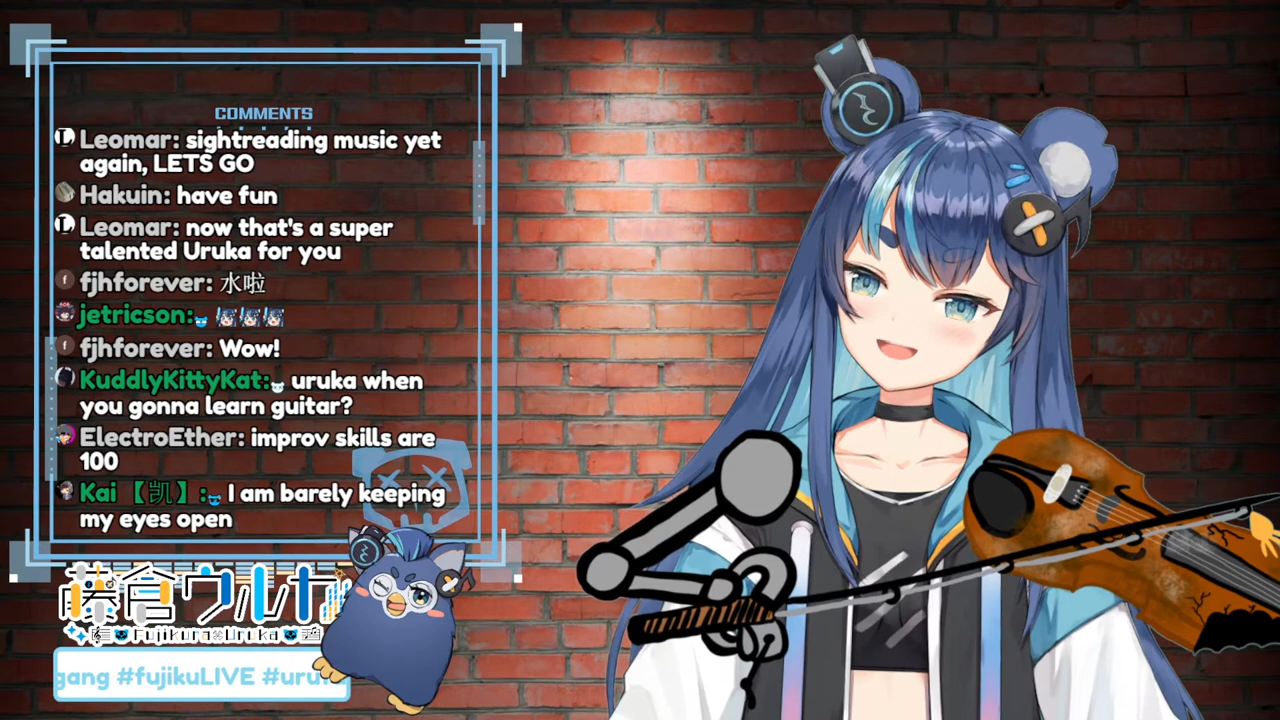 COMMENTS
Leomar: sightreading music yet
again, LETS GO
Hakuin: have fun
Leomar: now that's a super
talented Uruka for you
fjhforever: 水啦
jetricson:
fjhforever: Wow!
KuddlyKittyKat: uruka when
you gonna learn guitar?
ElectroEther: improv skills are
100
Kai 【凯】: I am barely keeping
my eyes open
藤倉ウルカ
Fujikura Uruka
gang #fujikuLIVE #uru